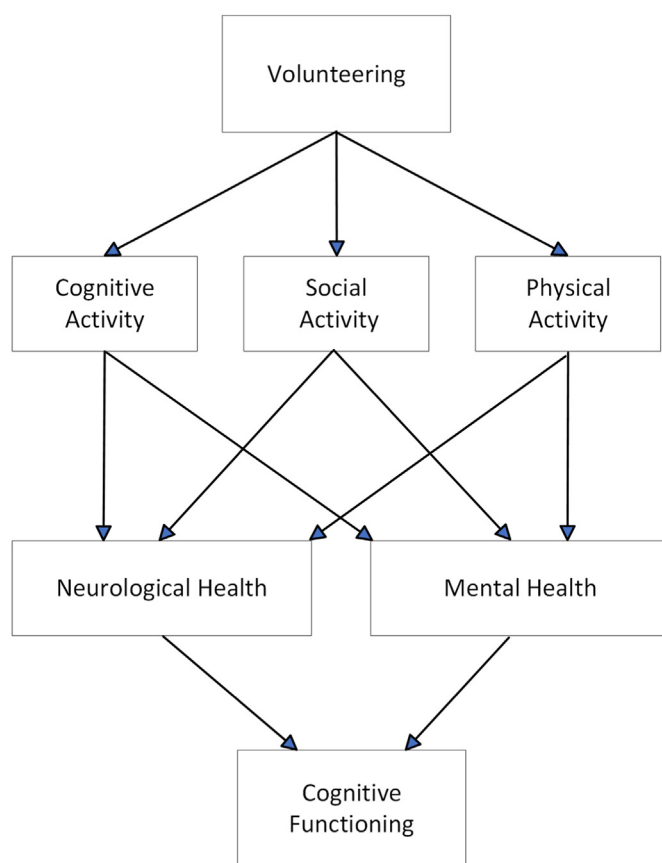 Volunteering
Cognitive
Activity
Social
Activity
Physical
Activity
Neurological Health
Mental Health
Cognitive
Functioning